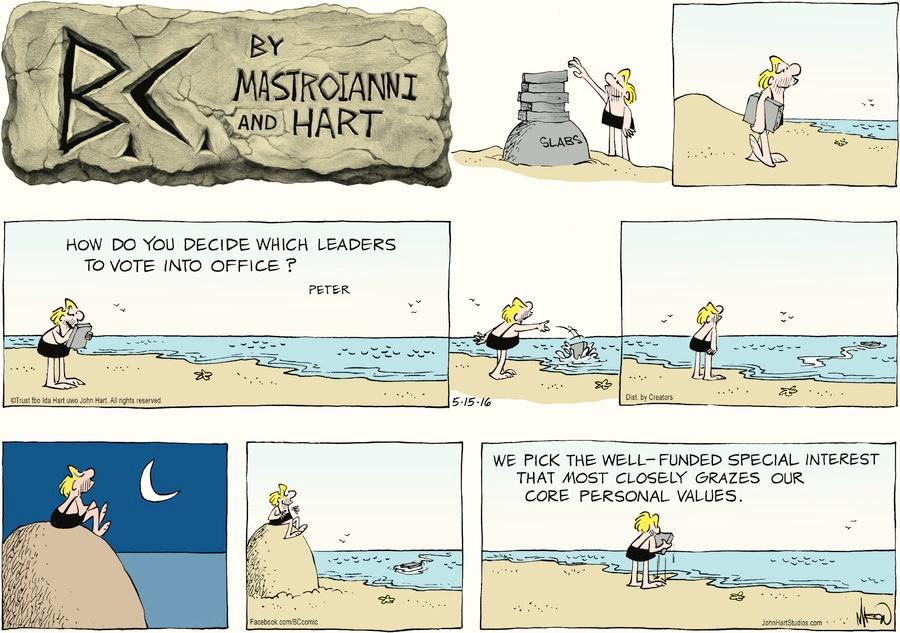 B.C.
BY
MASTROIANNI
AND HART
SLABS
HOW DO YOU DECIDE WHICH LEADERS
TO VOTE INTO OFFICE?
PETER
©Trust fbo Ida Hart uwo John Hart. All rights reserved.
5-15-16
Dist. by Creators
Facebook.com/BCcomic
WE PICK THE WELL-FUNDED SPECIAL INTEREST
THAT MOST CLOSELY GRAZES OUR
CORE PERSONAL VALUES.
JohnHartStudios.com